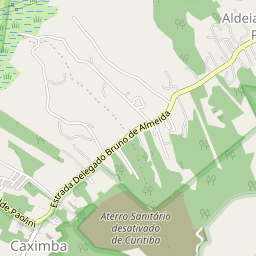 Aldeia
Estrada Delegado Bruno de Almeida
de Paolini
Aterro Sanitário
desativado
de Curitiba
Caximba